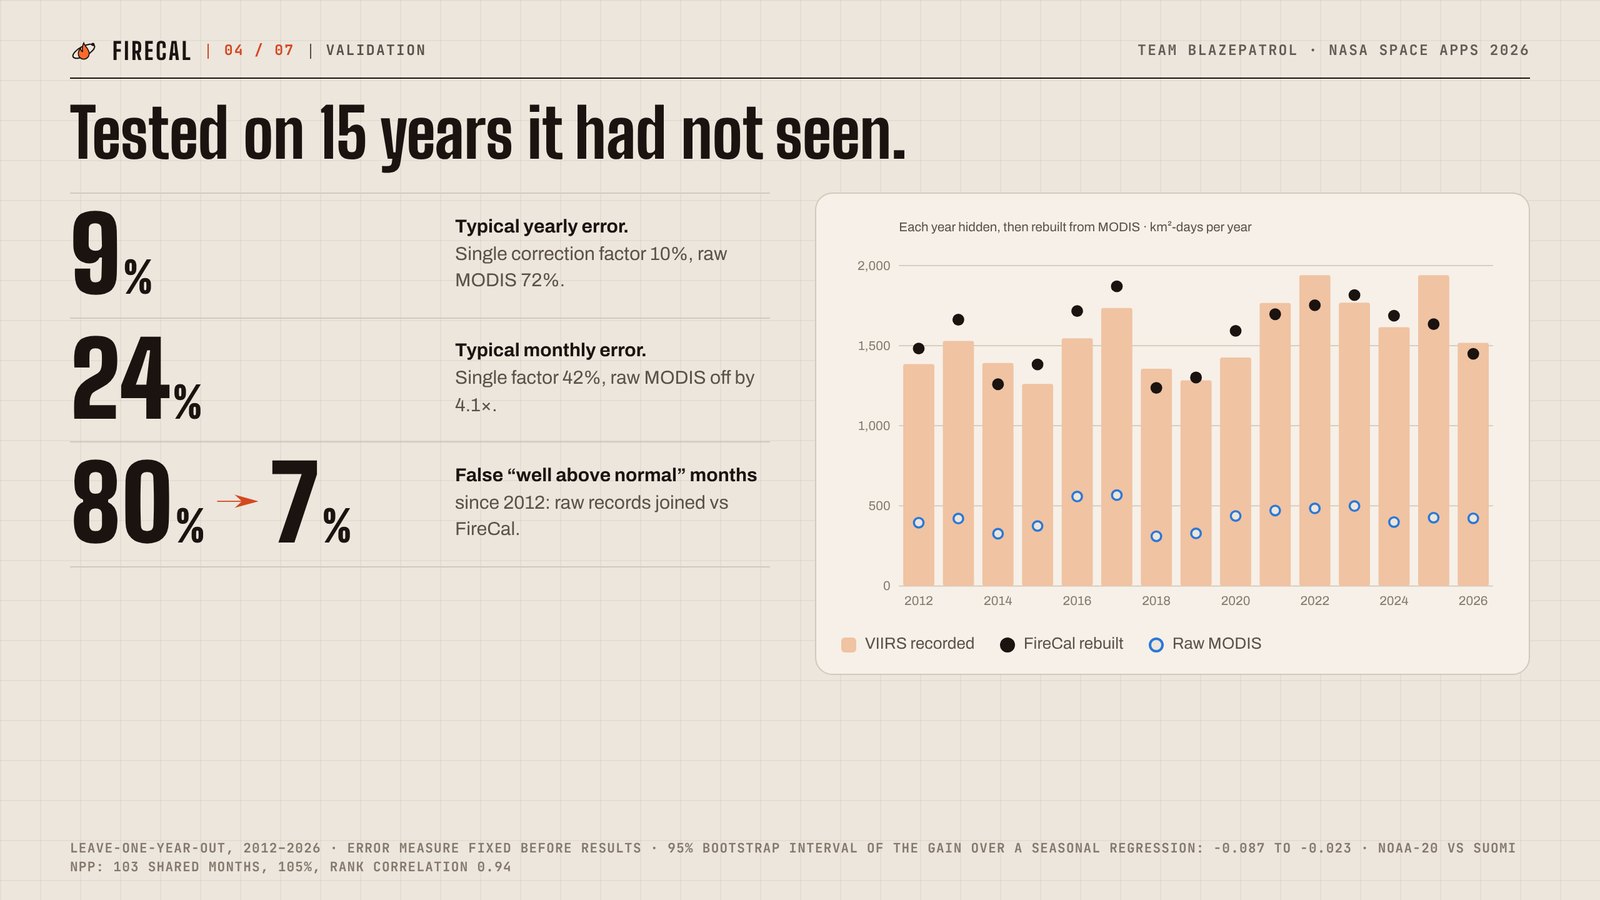 FIRECAL | 04 / 07 | VALIDATION
TEAM BLAZEPATROL · NASA SPACE APPS 2026
Tested on 15 years it had not seen.
9%
Typical yearly error.
Single correction factor 10%, raw
MODIS 72%.
24%
Typical monthly error.
Single factor 42%, raw MODIS off by
4.1×.
80% → 7%
False “well above normal” months
since 2012: raw records joined vs
FireCal.
Each year hidden, then rebuilt from MODIS · km²-days per year
2,000
1,500
1,000
500
0
2012 2014 2016 2018 2020 2022 2024 2026
VIIRS recorded FireCal rebuilt Raw MODIS
LEAVE-ONE-YEAR-OUT, 2012–2026 · ERROR MEASURE FIXED BEFORE RESULTS · 95% BOOTSTRAP INTERVAL OF THE GAIN OVER A SEASONAL REGRESSION: -0.087 TO -0.023 · NOAA-20 VS SUOMI
NPP: 103 SHARED MONTHS, 105%, RANK CORRELATION 0.94